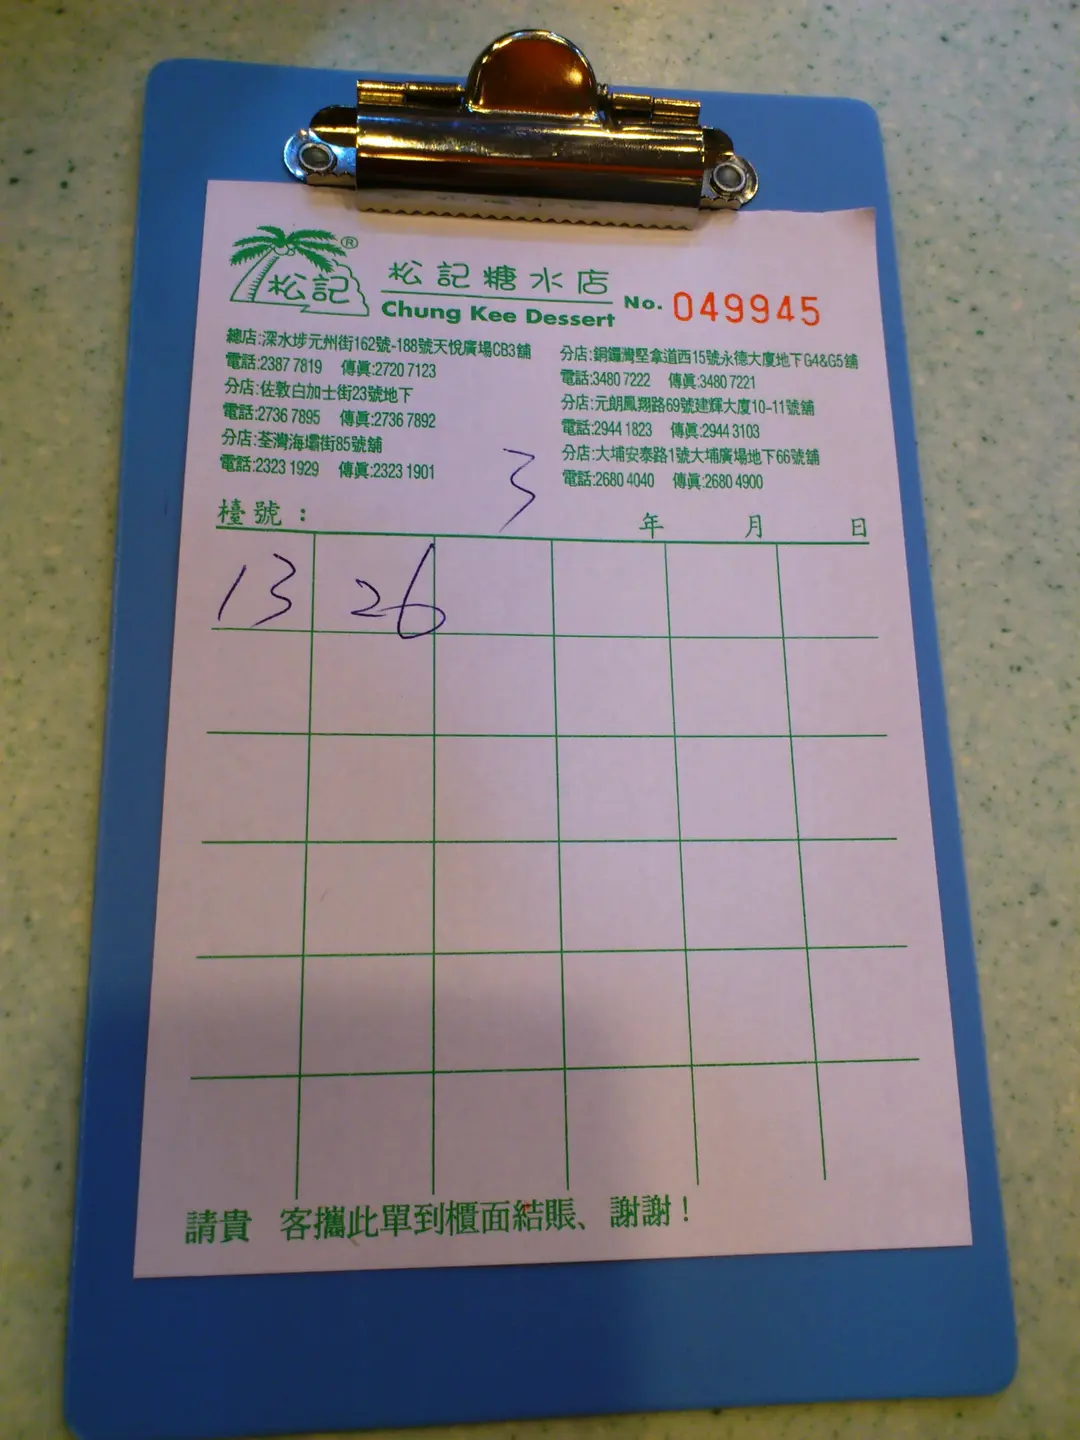 松記®
松記糖水店
Chung Kee Dessert
No. 049945
總店:深水埗元州街162號-188號天悅廣場CB3舖
電話:2387 7819 傳真:2720 7123
分店:佐敦白加士街23號地下
電話:2736 7895 傳真:2736 7892
分店:荃灣海壩街85號舖
電話:2323 1929 傳真:2323 1901
分店:銅鑼灣堅拿道西15號永德大廈地下G4&G5舖
電話:3480 7222 傳真:3480 7221
分店:元朗鳳翔路69號建輝大廈10-11號舖
電話:2944 1823 傳真:2944 3103
分店:大埔安泰路1號大埔廣場地下66號舖
電話:2680 4040 傳真:2680 4900
檯號: 3 年 月 日
13 26
請貴 客攜此單到櫃面結賬、謝謝!